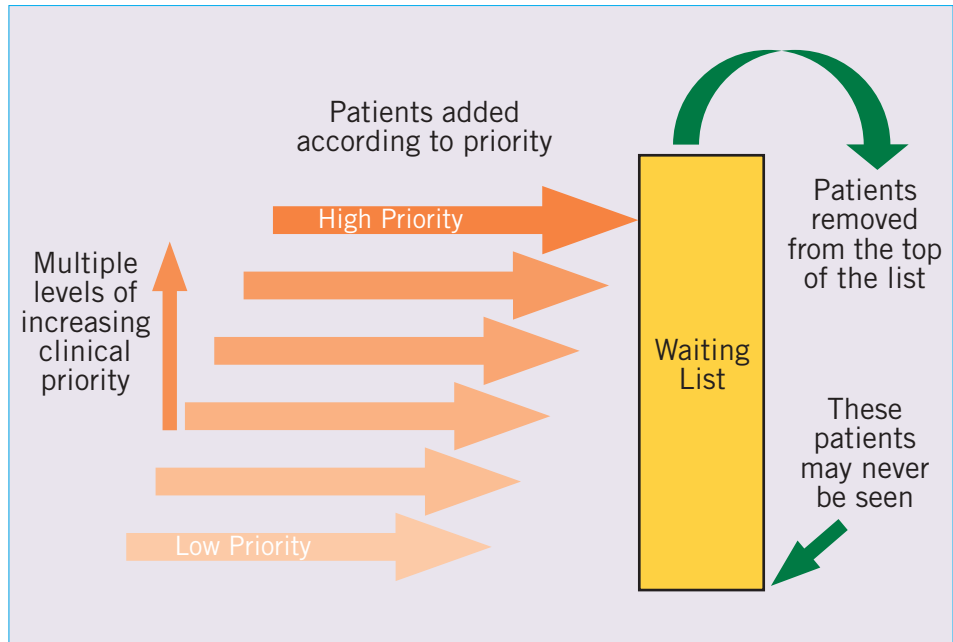 Patients added
according to priority
High Priority
Multiple
levels of
increasing
clinical
priority
Low Priority
Waiting
List
Patients
removed
from the top
of the list
These
patients
may never
be seen